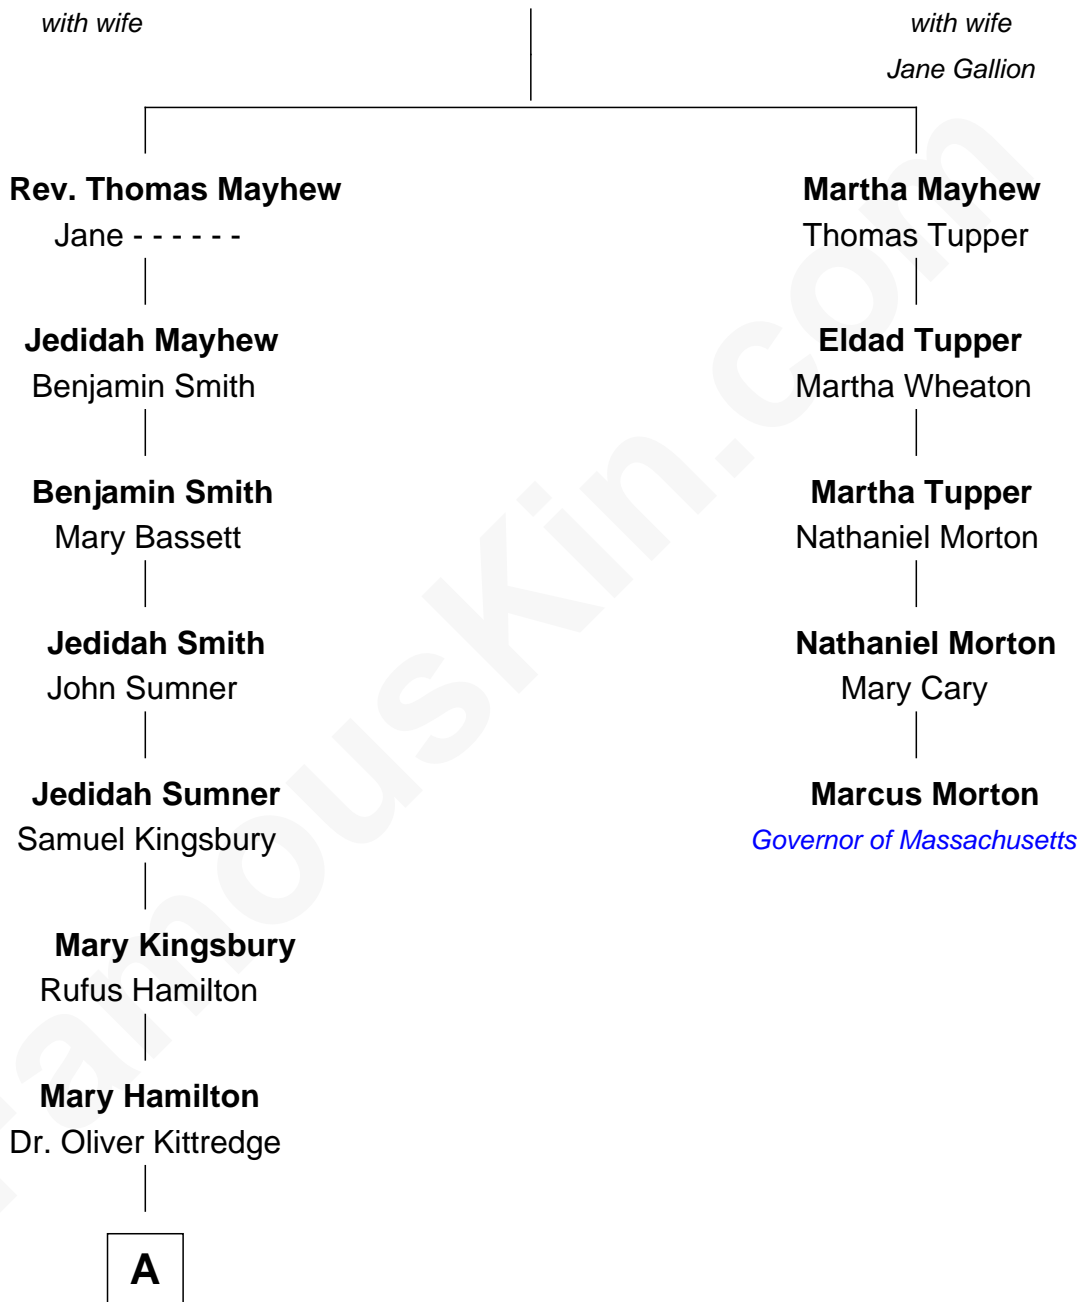 with wife
with wife
Jane Gallion
Rev. Thomas Mayhew
Martha Mayhew
Jane - - - - - -
Thomas Tupper
Jedidah Mayhew
Eldad Tupper
Benjamin Smith
Martha Wheaton
Benjamin Smith
Martha Tupper
Mary Bassett
Nathaniel Morton
Jedidah Smith
Nathaniel Morton
John Sumner
Mary Cary
Jedidah Sumner
Marcus Morton
Samuel Kingsbury
Governor of Massachusetts
Mary Kingsbury
Rufus Hamilton
Mary Hamilton
Dr. Oliver Kittredge
A
FamousKin.com